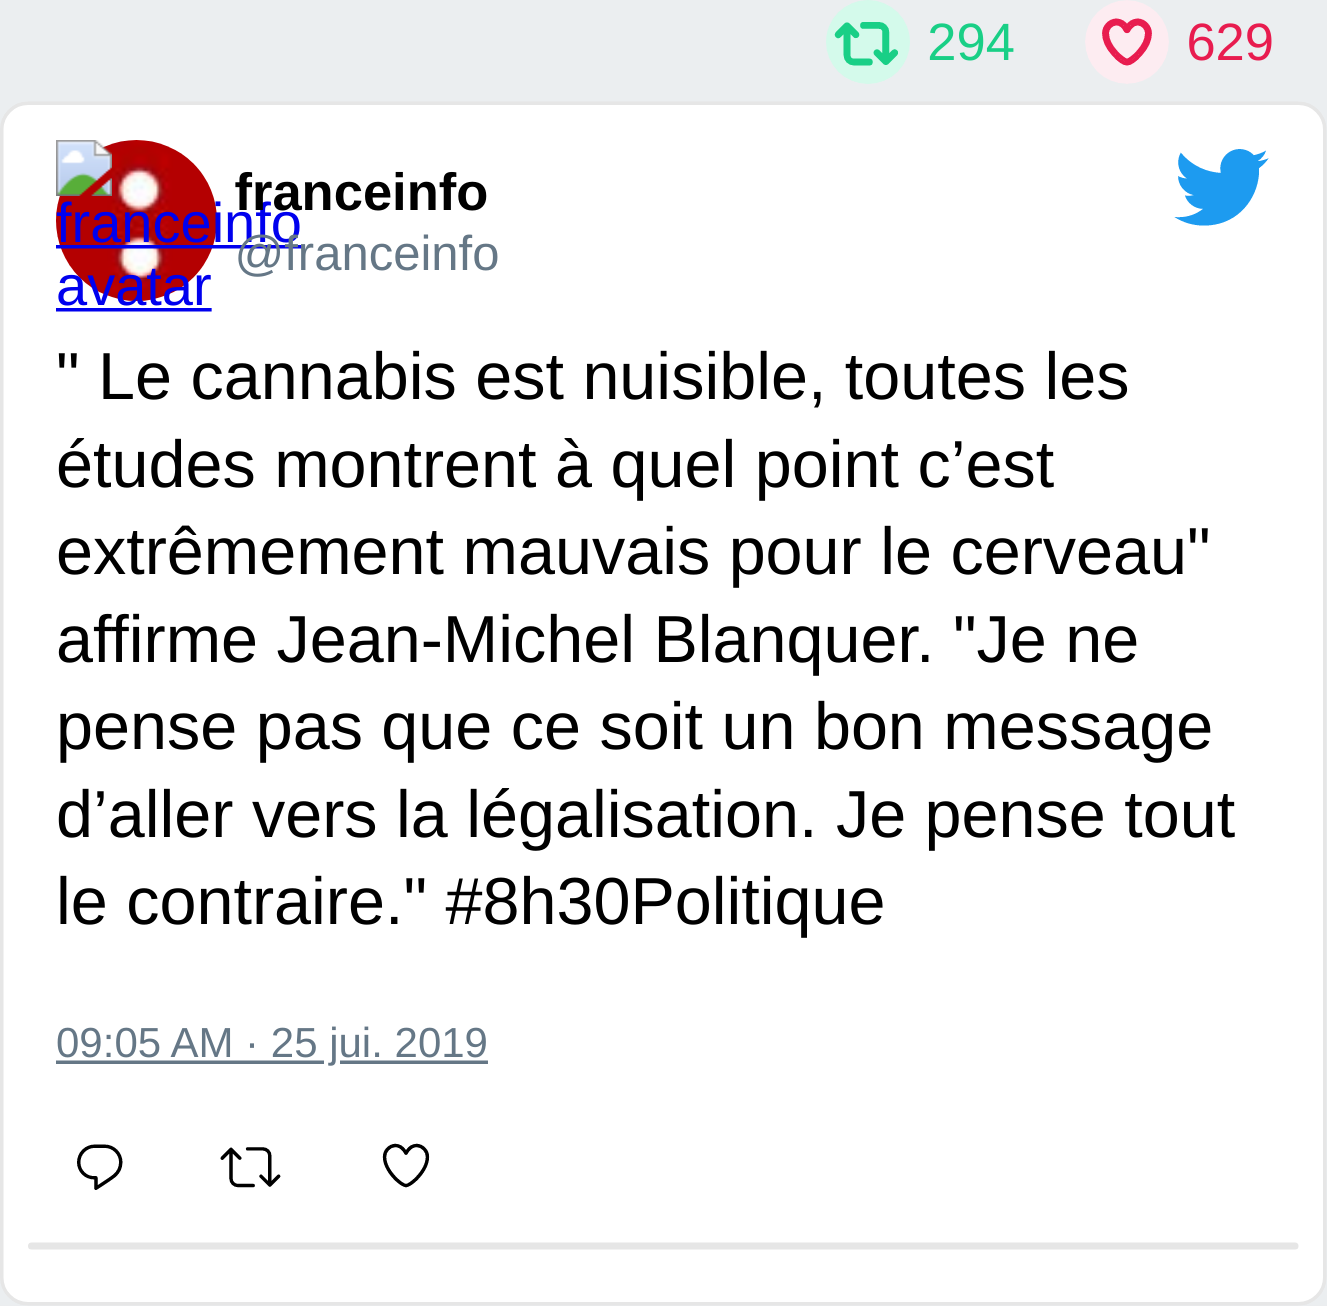 294 629
franceinfo
franceinfo
@franceinfo
avatar
" Le cannabis est nuisible, toutes les
études montrent à quel point c’est
extrêmement mauvais pour le cerveau"
affirme Jean-Michel Blanquer. "Je ne
pense pas que ce soit un bon message
d’aller vers la légalisation. Je pense tout
le contraire." #8h30Politique
09:05 AM · 25 jui. 2019